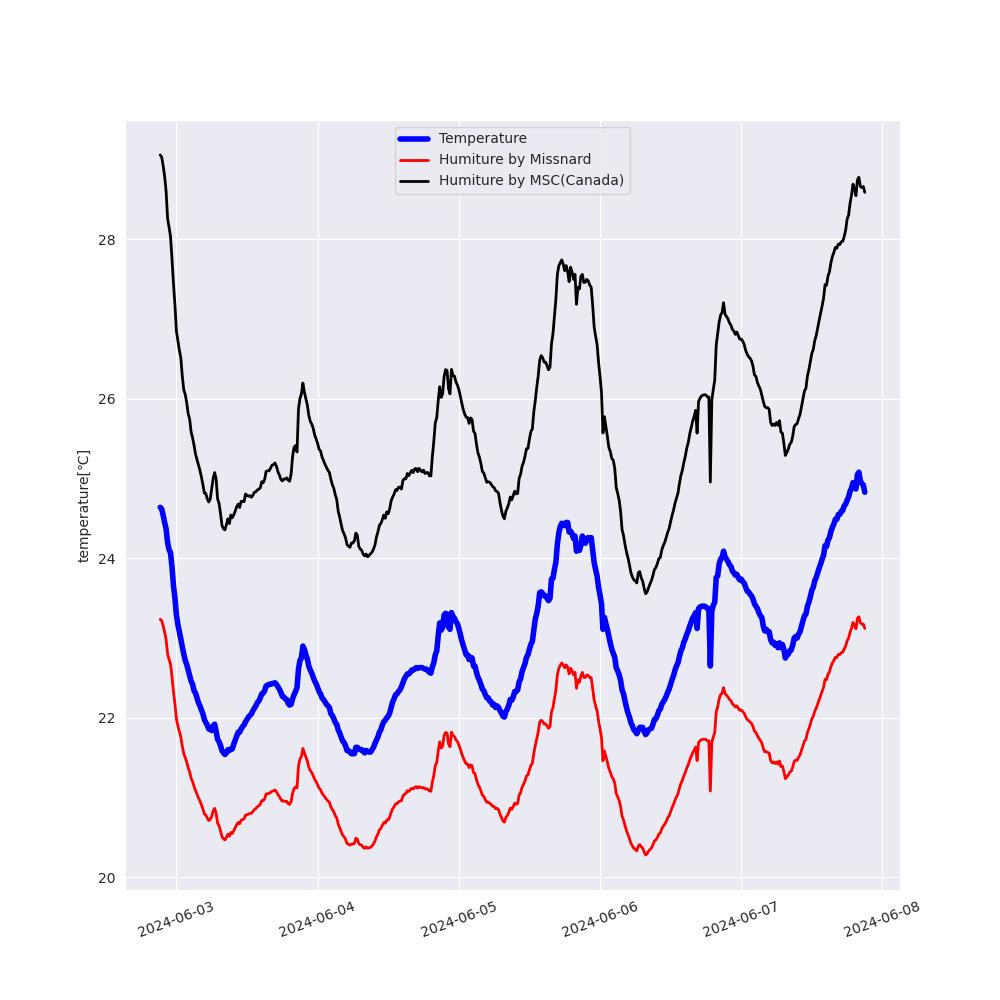 Temperature
Humiture by Missnard
Humiture by MSC(Canada)
28
26
24
22
20
temperature[℃]
2024-06-03
2024-06-04
2024-06-05
2024-06-06
2024-06-07
2024-06-08